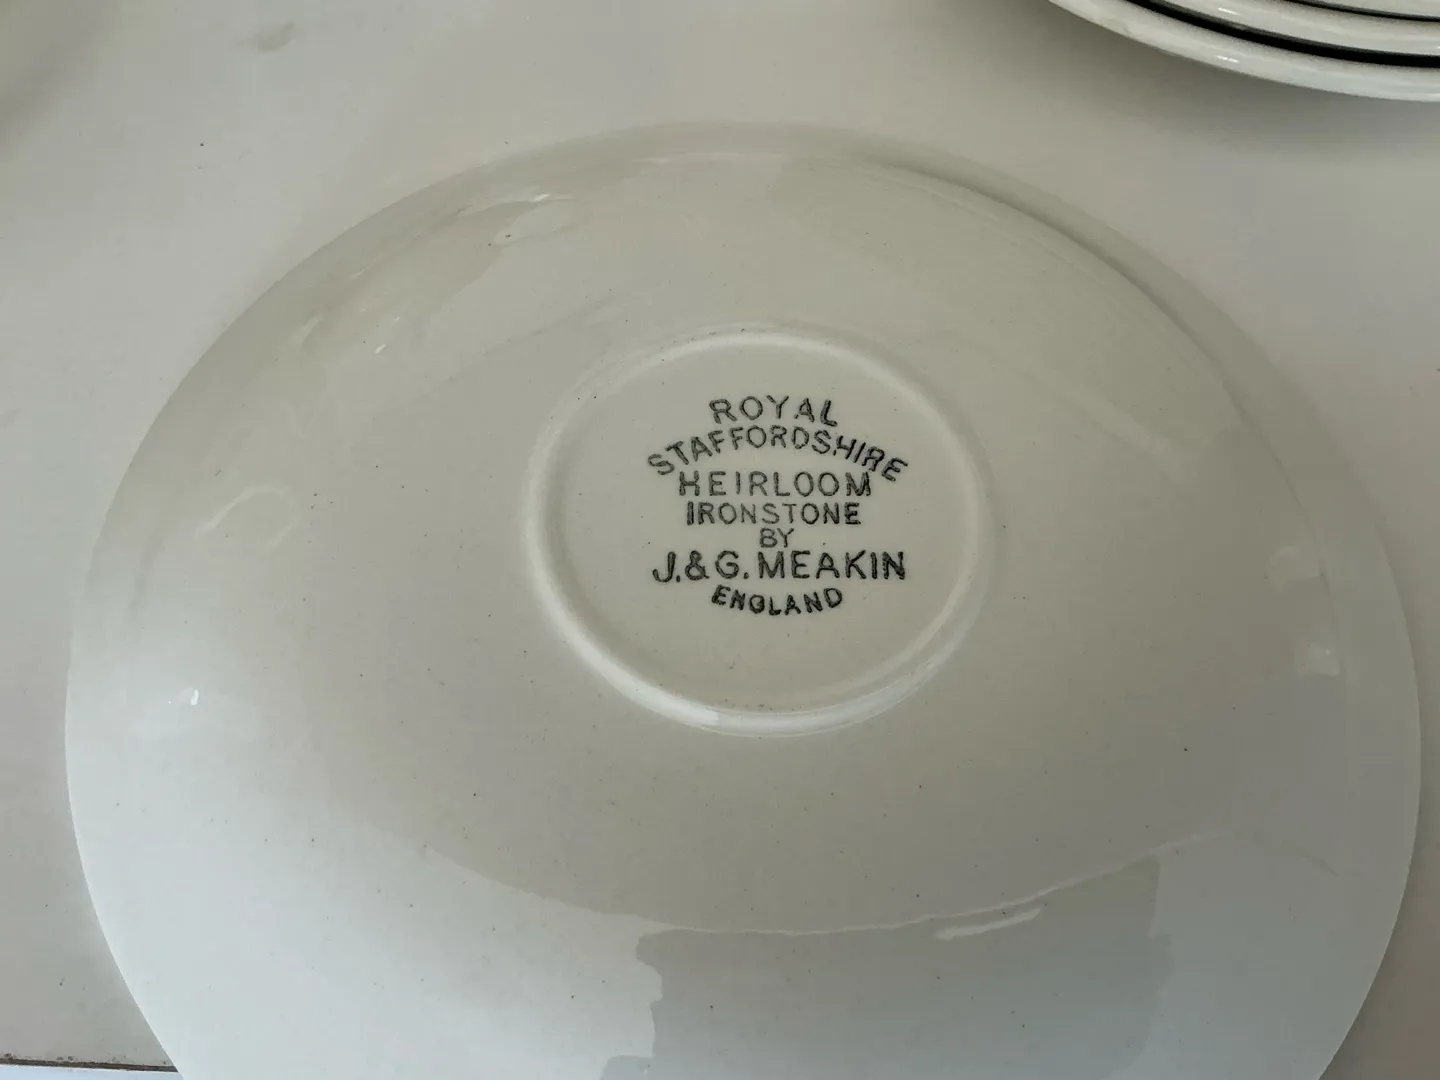 ROYAL
STAFFORDSHIRE
HEIRLOOM
IRONSTONE
BY
J.&G. MEAKIN
ENGLAND